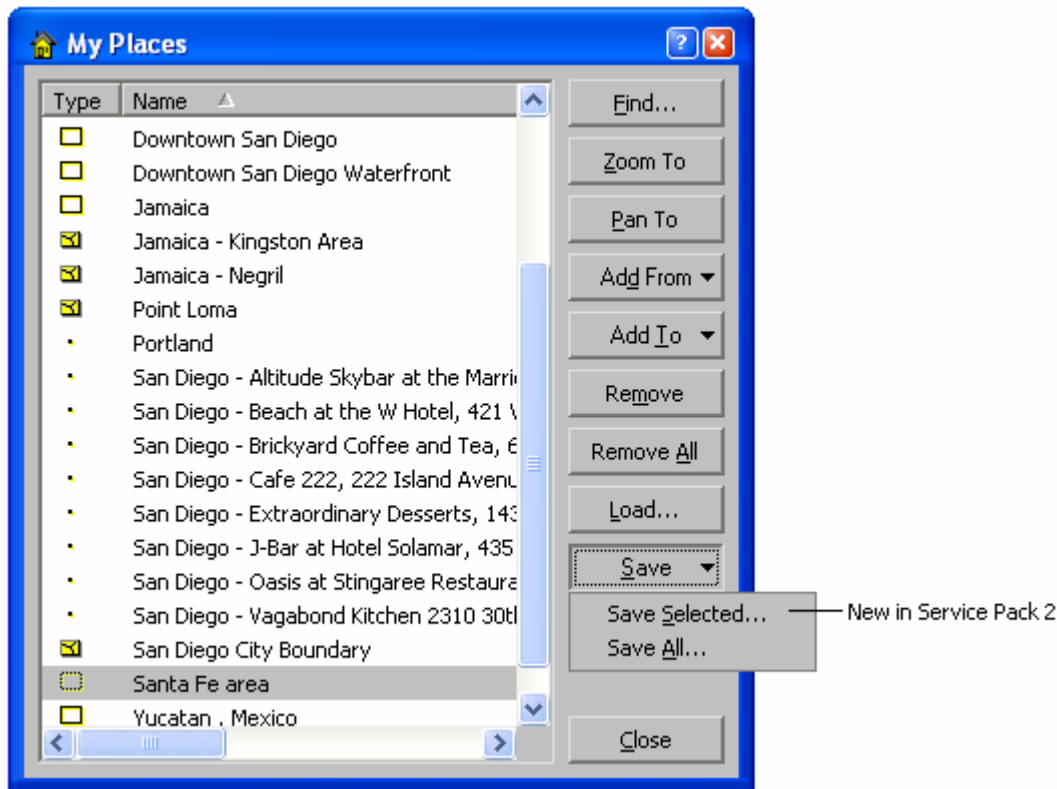 My Places
Type Name
Downtown San Diego
Downtown San Diego Waterfront
Jamaica
Jamaica - Kingston Area
Jamaica - Negril
Point Loma
Portland
San Diego - Altitude Skybar at the Marri
San Diego - Beach at the W Hotel, 421
San Diego - Brickyard Coffee and Tea, 6
San Diego - Cafe 222, 222 Island Avenu
San Diego - Extraordinary Desserts, 143
San Diego - J-Bar at Hotel Solamar, 435
San Diego - Oasis at Stingaree Restaura
San Diego - Vagabond Kitchen 2310 30th
San Diego City Boundary
Santa Fe area
Yucatan , Mexico
Find...
Zoom To
Pan To
Add From
Add To
Remove
Remove All
Load...
Save
Save Selected...
New in Service Pack 2
Save All...
Close